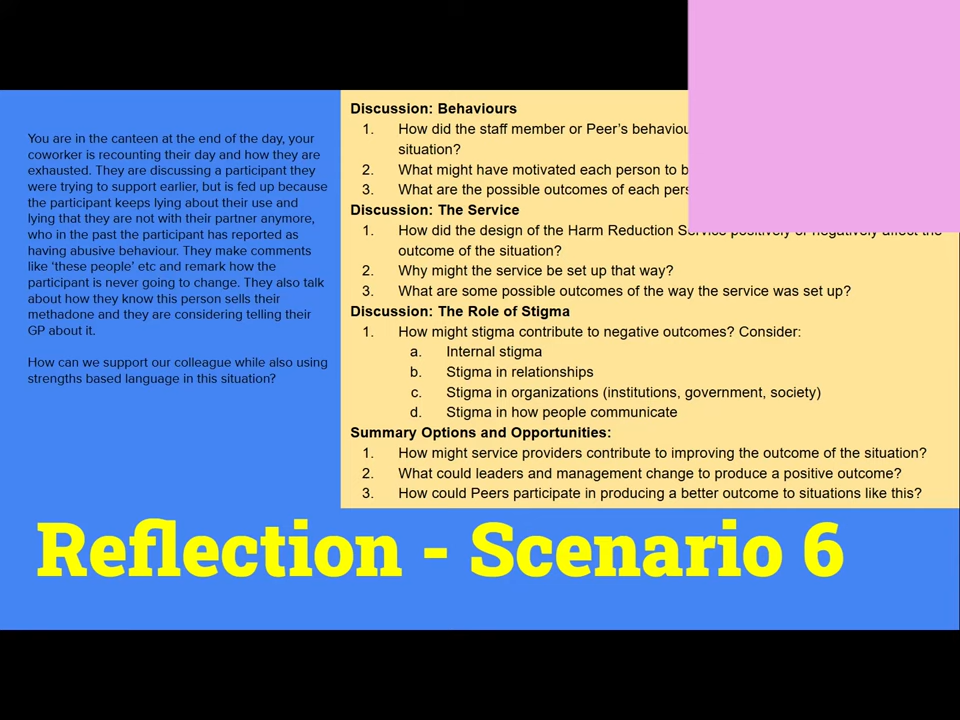 You are in the canteen at the end of the day, your
coworker is recounting their day and how they are
exhausted. They are discussing a participant they
were trying to support earlier, but is fed up because
the participant keeps lying about their use and
lying that they are not with their partner anymore,
who in the past the participant has reported as
having abusive behaviour. They make comments
like ‘these people’ etc and remark how the
participant is never going to change. They also talk
about how they know this person sells their
methadone and they are considering telling their
GP about it.
How can we support our colleague while also using
strengths based language in this situation?
Discussion: Behaviours
1. How did the staff member or Peer’s
situation?
2. What might have motivated each person to
3. What are the possible outcomes of each
Discussion: The Service
1. How did the design of the Harm Reduction Service positively or negatively affect the
outcome of the situation?
2. Why might the service be set up that way?
3. What are some possible outcomes of the way the service was set up?
Discussion: The Role of Stigma
1. How might stigma contribute to negative outcomes? Consider:
a. Internal stigma
b. Stigma in relationships
c. Stigma in organizations (institutions, government, society)
d. Stigma in how people communicate
Summary Options and Opportunities:
1. How might service providers contribute to improving the outcome of the situation?
2. What could leaders and management change to produce a positive outcome?
3. How could Peers participate in producing a better outcome to situations like this?
Reflection - Scenario 6